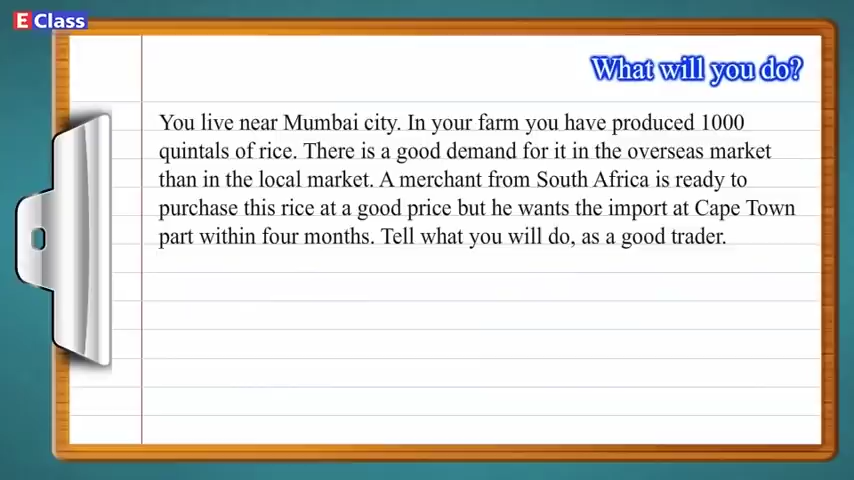 E Class
What will you do?
You live near Mumbai city. In your farm you have produced 1000
quintals of rice. There is a good demand for it in the overseas market
than in the local market. A merchant from South Africa is ready to
purchase this rice at a good price but he wants the import at Cape Town
part within four months. Tell what you will do, as a good trader.